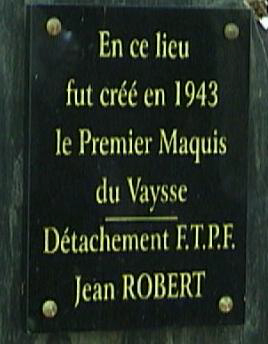 En ce lieu
fut créé en 1943
le Premier Maquis
du Vaysse
Détachement F.T.P.F.
Jean ROBERT